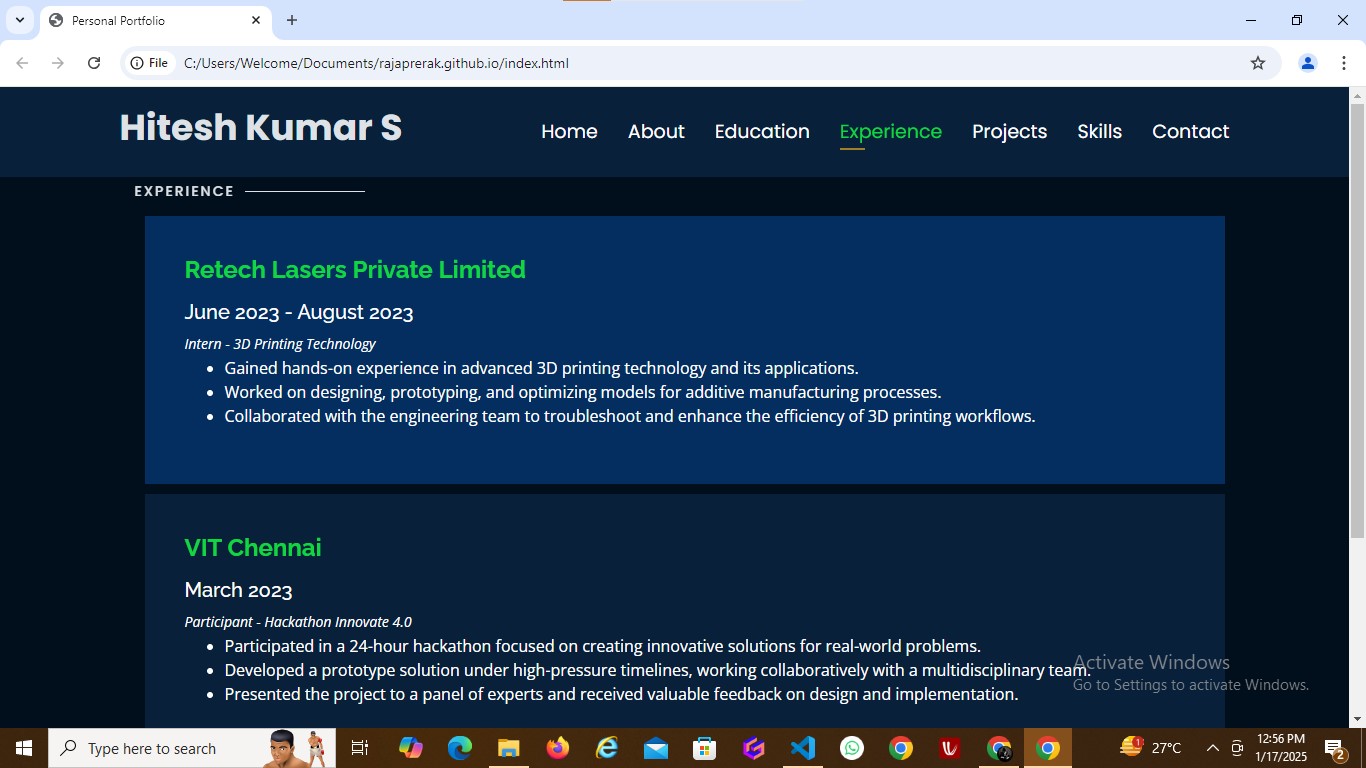 Personal Portfolio
File C:/Users/Welcome/Documents/rajaprerak.github.io/index.html
Hitesh Kumar S
Home About Education Experience Projects Skills Contact
EXPERIENCE
Retech Lasers Private Limited
June 2023 - August 2023
Intern - 3D Printing Technology
• Gained hands-on experience in advanced 3D printing technology and its applications.
• Worked on designing, prototyping, and optimizing models for additive manufacturing processes.
• Collaborated with the engineering team to troubleshoot and enhance the efficiency of 3D printing workflows.
VIT Chennai
March 2023
Participant - Hackathon Innovate 4.0
• Participated in a 24-hour hackathon focused on creating innovative solutions for real-world problems.
• Developed a prototype solution under high-pressure timelines, working collaboratively with a multidisciplinary team.
• Presented the project to a panel of experts and received valuable feedback on design and implementation.
Activate Windows
Go to Settings to activate Windows.
Type here to search
1
27°C
12:56 PM
1/17/2025
2